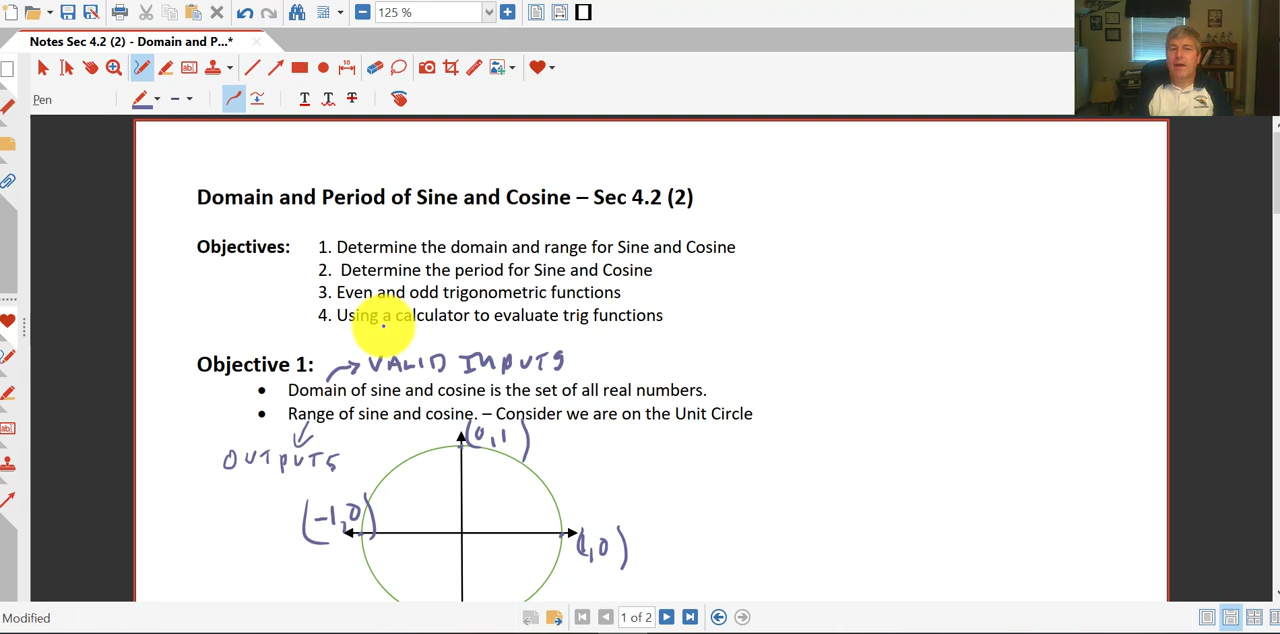 125 %
Notes Sec 4.2 (2) - Domain and P...*
Pen
Domain and Period of Sine and Cosine – Sec 4.2 (2)
Objectives: 1. Determine the domain and range for Sine and Cosine
2. Determine the period for Sine and Cosine
3. Even and odd trigonometric functions
4. Using a calculator to evaluate trig functions
Objective 1: VALID INPUTS
• Domain of sine and cosine is the set of all real numbers.
• Range of sine and cosine. – Consider we are on the Unit Circle
(0,1)
OUTPUTS
(-1,0)
(1,0)
Modified
1 of 2